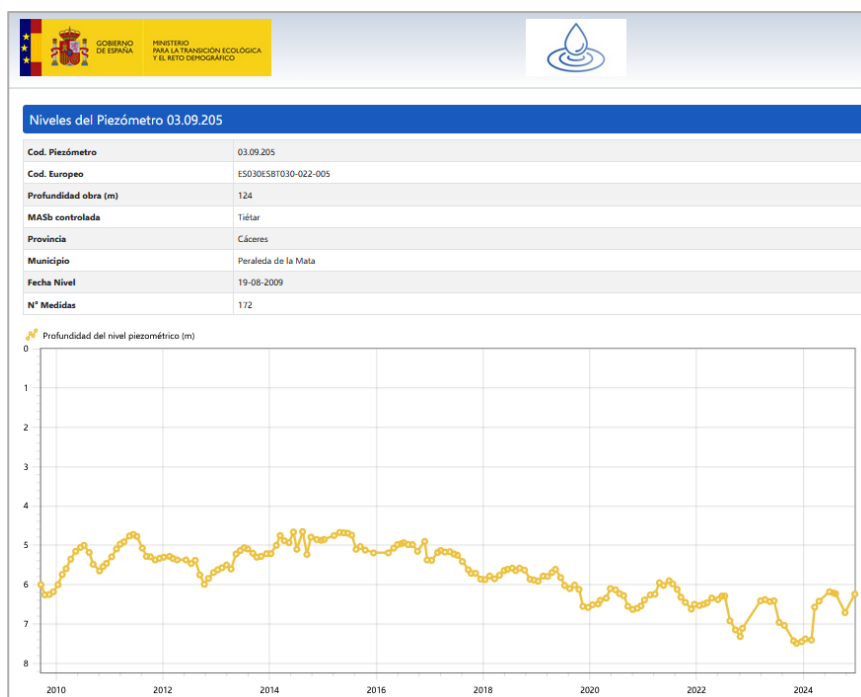 GOBIERNO
DE ESPAÑA
MINISTERIO
PARA LA TRANSICIÓN ECOLÓGICA
Y EL RETO DEMOGRÁFICO
Niveles del Piezómetro 03.09.205
Cod. Piezómetro 03.09.205
Cod. Europeo ES030ESBT030-022-005
Profundidad obra (m) 124
MASb controlada Tiétar
Provincia Cáceres
Municipio Peraleda de la Mata
Fecha Nivel 19-08-2009
N° Medidas 172
Profundidad del nivel piezométrico (m)
0
1
2
3
4
5
6
7
8
2010 2012 2014 2016 2018 2020 2022 2024